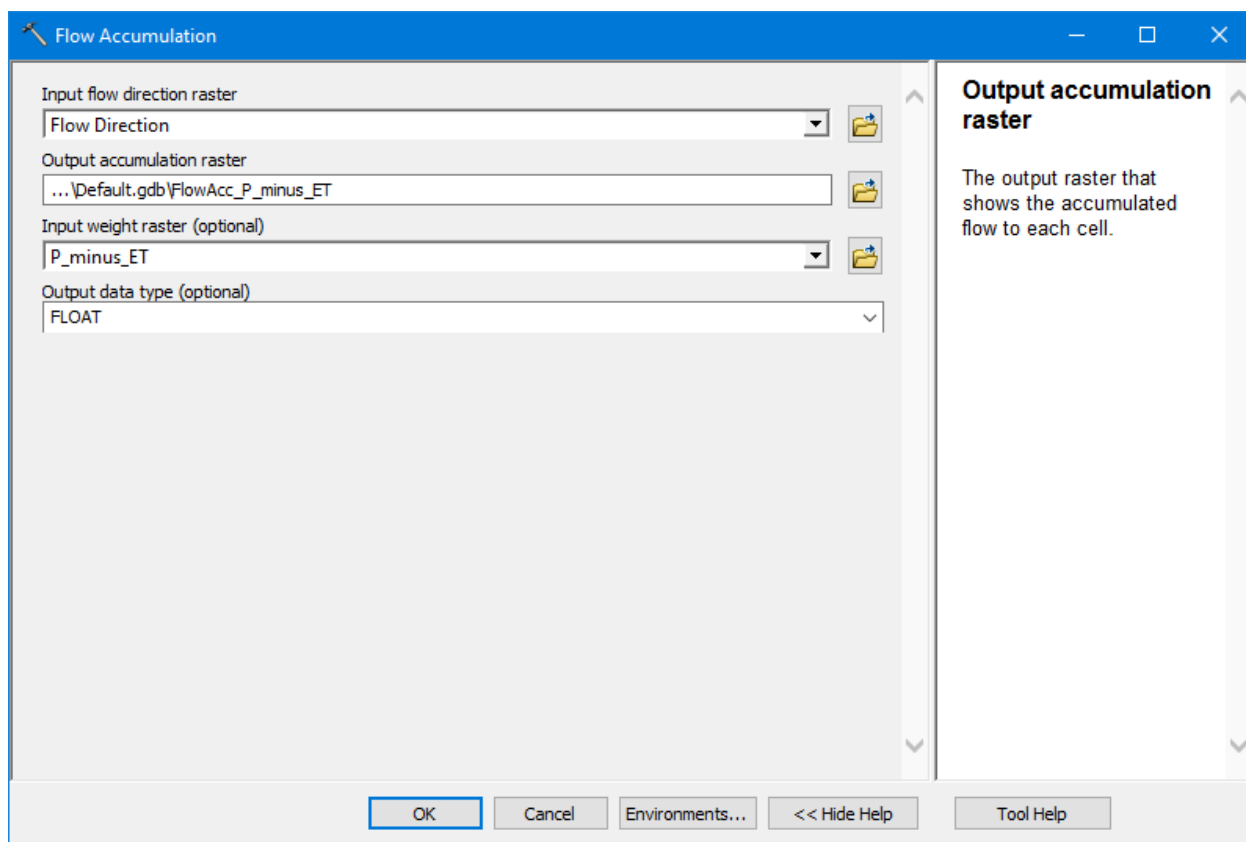 Flow Accumulation
Input flow direction raster
Flow Direction
Output accumulation raster
...\Default.gdb\FlowAcc_P_minus_ET
Input weight raster (optional)
P_minus_ET
Output data type (optional)
FLOAT
Output accumulation
raster
The output raster that
shows the accumulated
flow to each cell.
OK
Cancel
Environments...
<< Hide Help
Tool Help